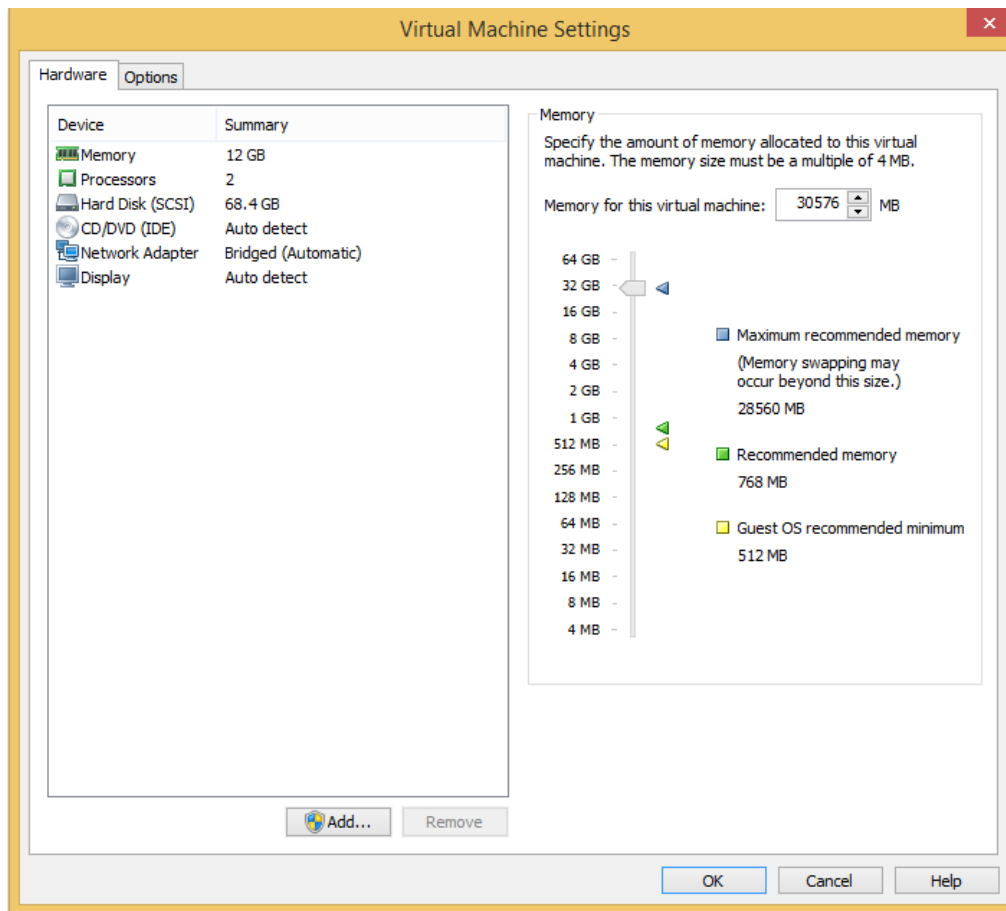 Virtual Machine Settings
Hardware
Options
Device Summary
Memory 12 GB
Processors 2
Hard Disk (SCSI) 68.4 GB
CD/DVD (IDE) Auto detect
Network Adapter Bridged (Automatic)
Display Auto detect
Add...
Remove
Memory
Specify the amount of memory allocated to this virtual
machine. The memory size must be a multiple of 4 MB.
Memory for this virtual machine: 30576 MB
64 GB
32 GB
16 GB
8 GB
4 GB
2 GB
1 GB
512 MB
256 MB
128 MB
64 MB
32 MB
16 MB
8 MB
4 MB
Maximum recommended memory
(Memory swapping may
occur beyond this size.)
28560 MB
Recommended memory
768 MB
Guest OS recommended minimum
512 MB
OK
Cancel
Help